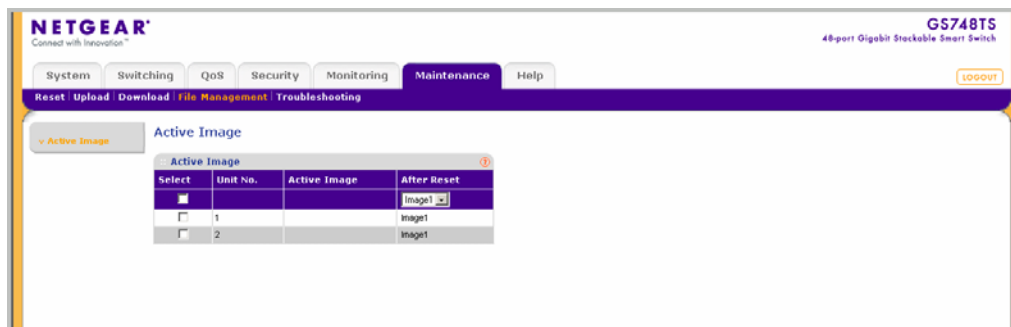 NETGEAR®
Connect with Innovation™
GS748TS
48-port Gigabit Stackable Smart Switch
System Switching QoS Security Monitoring Maintenance Help
LOGOUT
Reset Upload Download File Management Troubleshooting
Active Image
Active Image
Active Image
Select Unit No. Active Image After Reset
Image1
1 Image1
2 Image1